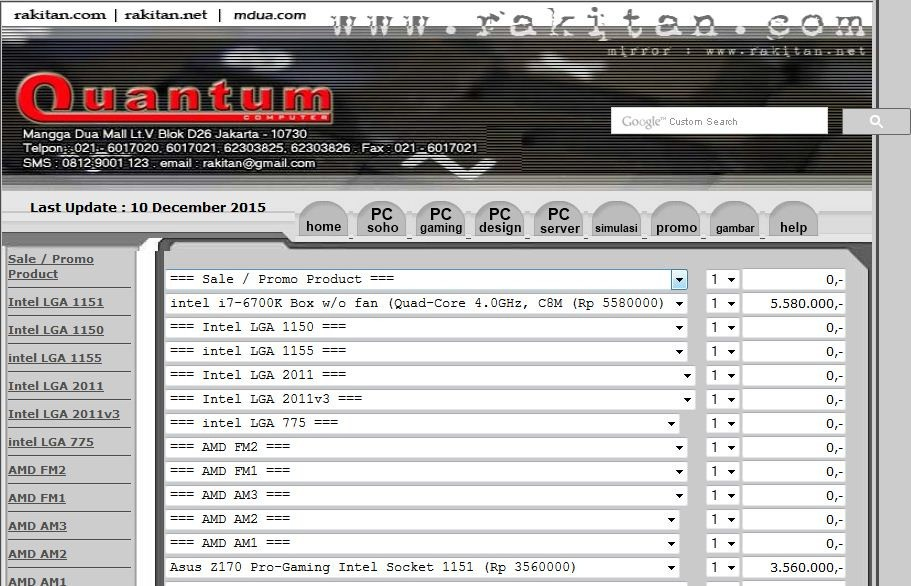 rakitan.com | rakitan.net | mdua.com
www.rakitan.com
mirror : www.rakitan.net
Quantum
COMPUTER
Mangga Dua Mall Lt.V Blok D26 Jakarta - 10730
Telpon : 021 - 6017020, 6017021, 62303825, 62303826 . Fax : 021 - 6017021
SMS : 0812 9001 123 . email : rakitan@gmail.com
Google™ Custom Search
Last Update : 10 December 2015
home
PC soho
PC gaming
PC design
PC server
simulasi
promo
gambar
help
Sale / Promo
Product
Intel LGA 1151
Intel LGA 1150
intel LGA 1155
Intel LGA 2011
Intel LGA 2011v3
intel LGA 775
AMD FM2
AMD FM1
AMD AM3
AMD AM2
AMD AM1
=== Sale / Promo Product === 1 0,-
intel i7-6700K Box w/o fan (Quad-Core 4.0GHz, C8M (Rp 5580000) 1 5.580.000,-
=== Intel LGA 1150 === 1 0,-
=== intel LGA 1155 === 1 0,-
=== Intel LGA 2011 === 1 0,-
=== Intel LGA 2011v3 === 1 0,-
=== intel LGA 775 === 1 0,-
=== AMD FM2 === 1 0,-
=== AMD FM1 === 1 0,-
=== AMD AM3 === 1 0,-
=== AMD AM2 === 1 0,-
=== AMD AM1 === 1 0,-
Asus Z170 Pro-Gaming Intel Socket 1151 (Rp 3560000) 1 3.560.000,-